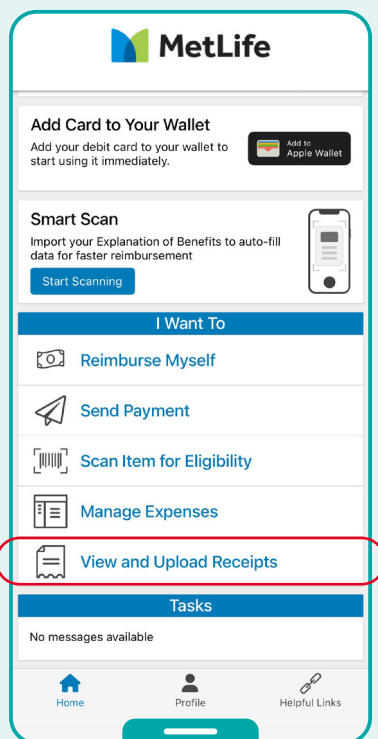 MetLife
Add Card to Your Wallet
Add your debit card to your wallet to
start using it immediately.
Add to
Apple Wallet
Smart Scan
Import your Explanation of Benefits to auto-fill
data for faster reimbursement
Start Scanning
I Want To
Reimburse Myself
Send Payment
Scan Item for Eligibility
Manage Expenses
View and Upload Receipts
Tasks
No messages available
Home
Profile
Helpful Links